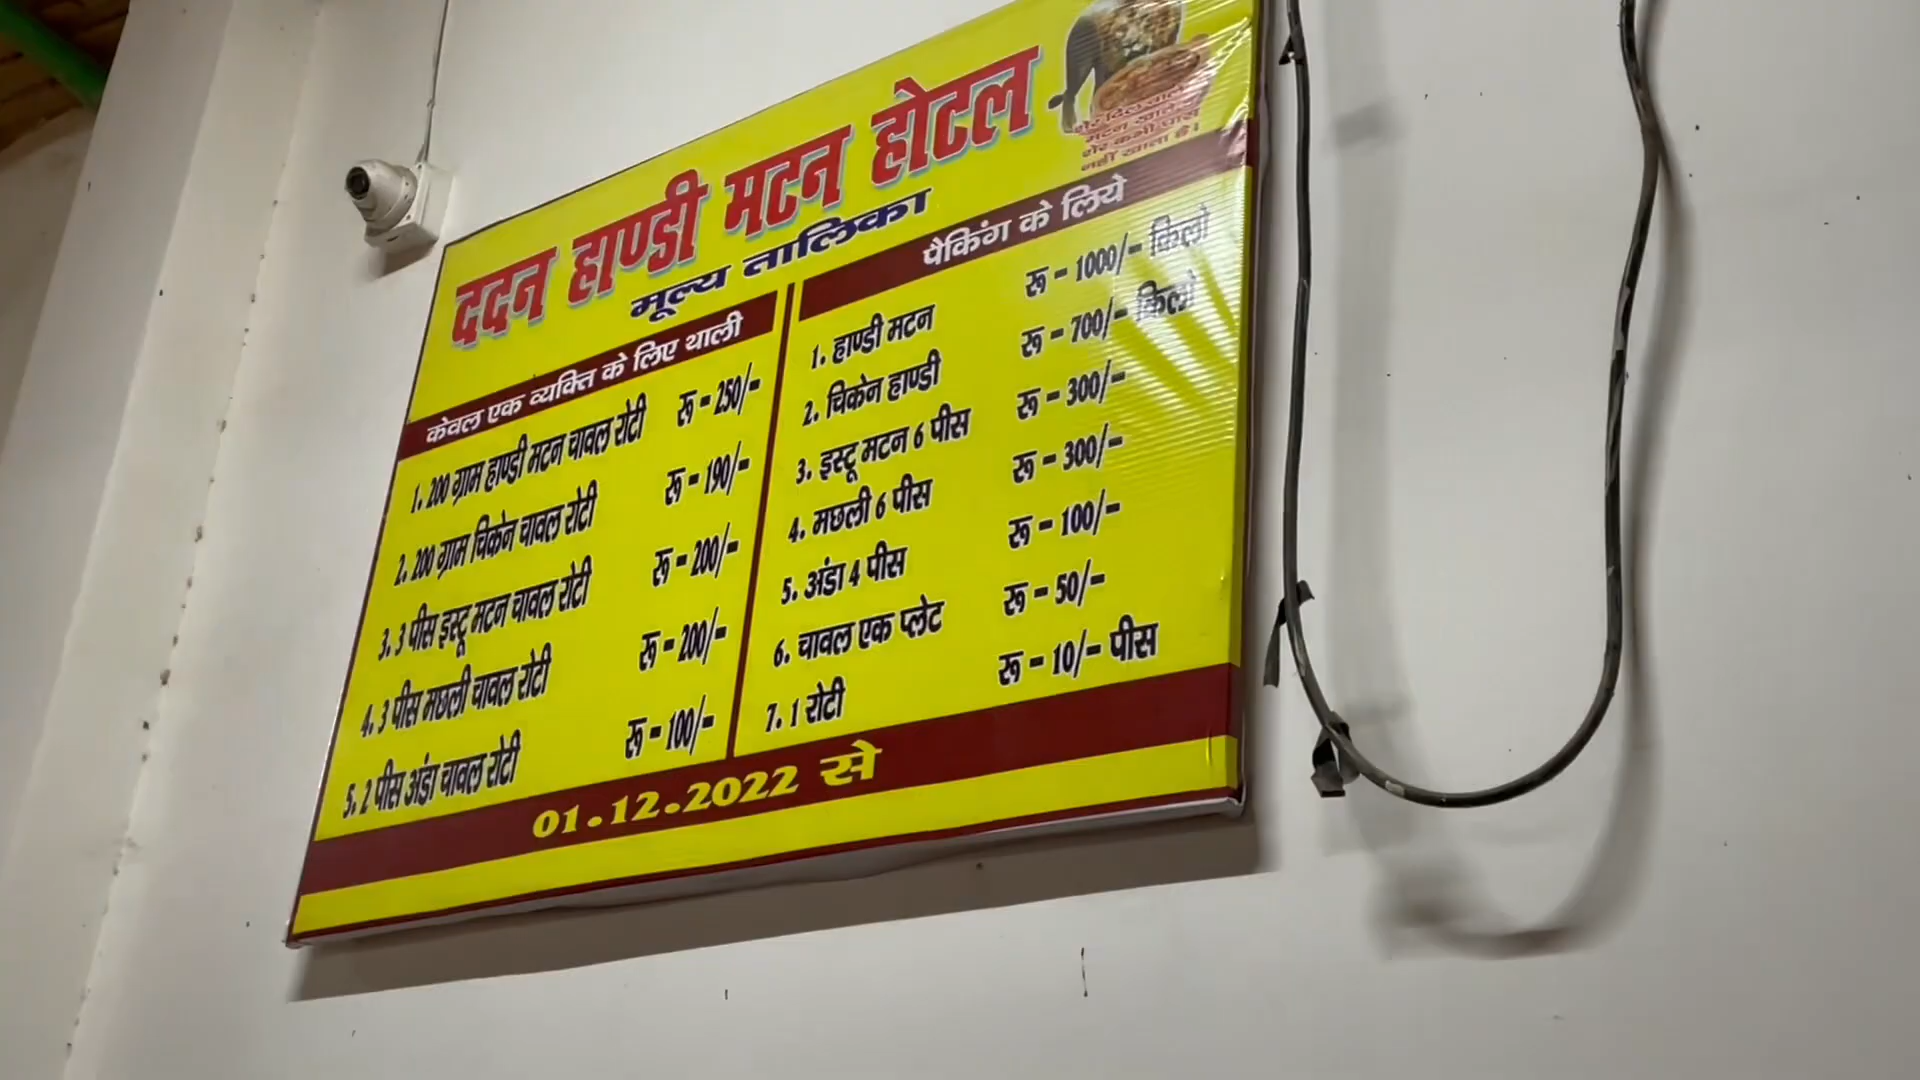 ददन हाण्डी मटन होटल
मूल्य तालिका
मटन खाते
शेर कभी घास
नहीं खाता है।
केवल एक व्यक्ति के लिए थाली
1. 200 ग्राम हाण्डी मटन चावल रोटी रू - 250/-
2. 200 ग्राम चिकेन चावल रोटी रू - 190/-
3. 3 पीस इस्टू मटन चावल रोटी रू - 200/-
4. 3 पीस मछली चावल रोटी रू - 200/-
5. 2 पीस अंडा चावल रोटी रू - 100/-
पैकिंग के लिये
1. हाण्डी मटन रू - 1000/- किलो
2. चिकेन हाण्डी रू - 700/- किलो
3. इस्टू मटन 6 पीस रू - 300/-
4. मछली 6 पीस रू - 300/-
5. अंडा 4 पीस रू - 100/-
6. चावल एक प्लेट रू - 50/-
7. 1 रोटी रू - 10/- पीस
01.12.2022 से